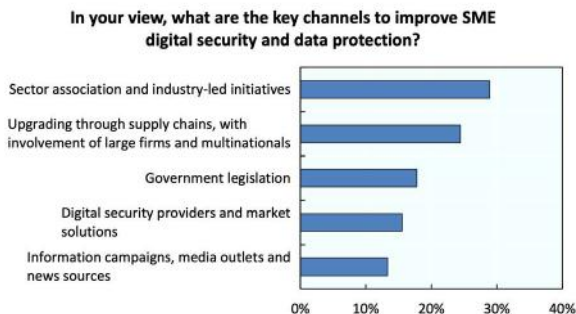 In your view, what are the key channels to improve SME
digital security and data protection?
Sector association and industry-led initiatives
Upgrading through supply chains, with
involvement of large firms and multinationals
Government legislation
Digital security providers and market
solutions
Information campaigns, media outlets and
news sources
0% 10% 20% 30% 40%